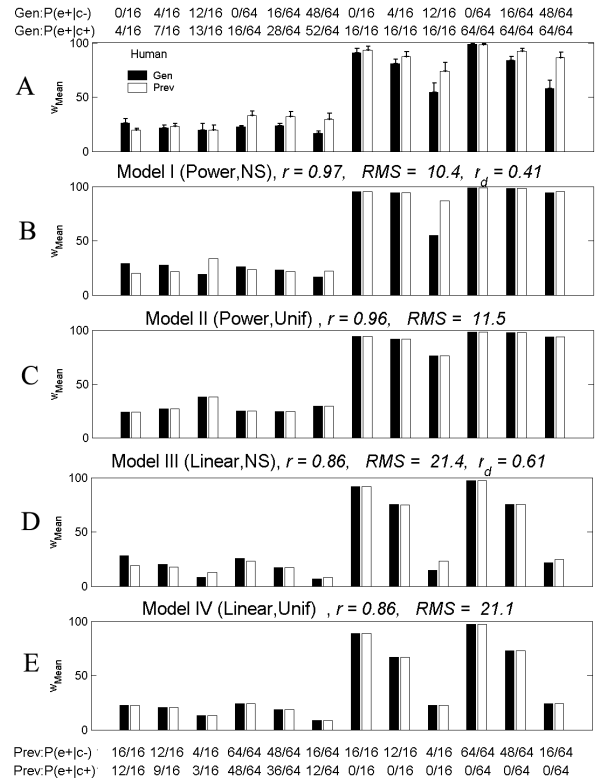 Gen:P(e+|c-) 0/16 4/16 12/16 0/64 16/64 48/64 0/16 4/16 12/16 0/64 16/64 48/64
Gen:P(e+|c+) 4/16 7/16 13/16 16/64 28/64 52/64 16/16 16/16 16/16 64/64 64/64 64/64
A
100
50
0
wMean
Human
Gen
Prev
Model I (Power,NS), r = 0.97, RMS = 10.4, rd = 0.41
B
100
50
0
wMean
Model II (Power,Unif) , r = 0.96, RMS = 11.5
C
100
50
0
wMean
Model III (Linear,NS), r = 0.86, RMS = 21.4, rd = 0.61
D
100
50
0
wMean
Model IV (Linear,Unif) , r = 0.86, RMS = 21.1
E
100
50
0
wMean
Prev:P(e+|c-) 16/16 12/16 4/16 64/64 48/64 16/64 16/16 12/16 4/16 64/64 48/64 16/64
Prev:P(e+|c+) 12/16 9/16 3/16 48/64 36/64 12/64 0/16 0/16 0/16 0/64 0/64 0/64